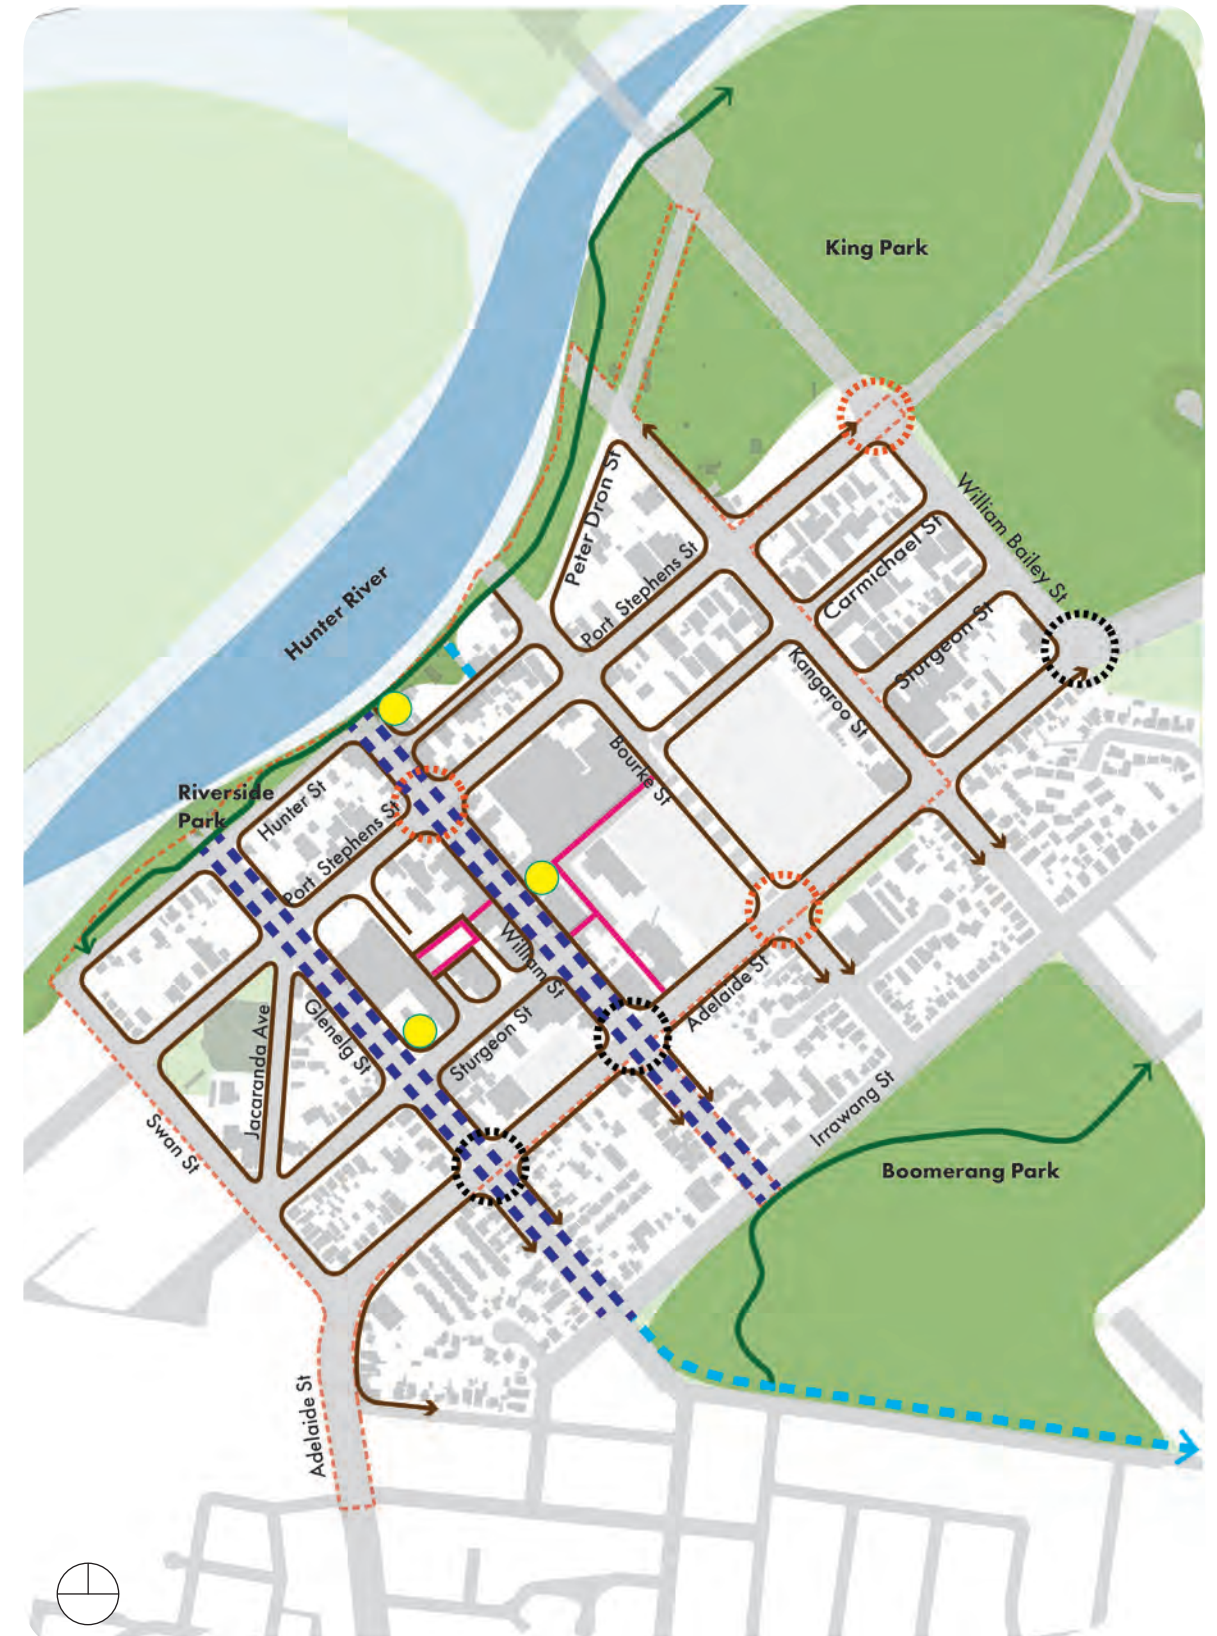 King Park
William Bailey St
Peter Dron St
Carmichael St
Port Stephens St
Hunter River
Sturgeon St
Kangaroo St
Bourke St
Riverside
Park
Hunter St
Port Stephens St
William St
Adelaide St
Glenelg St
Jacaranda Ave
Sturgeon St
Swan St
Irrawang St
Boomerang Park
Adelaide St